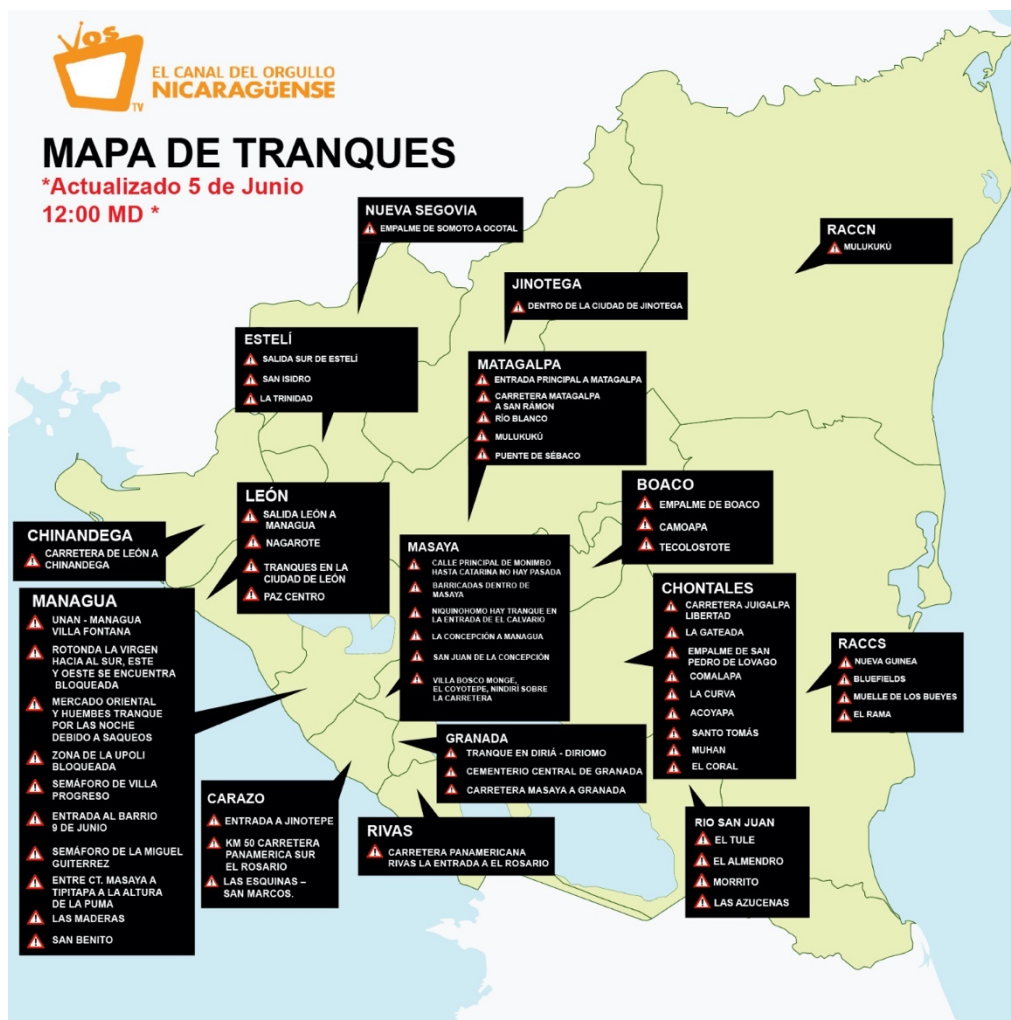 Vos
TV
EL CANAL DEL ORGULLO
NICARAGÜENSE
MAPA DE TRANQUES
*Actualizado 5 de Junio
12:00 MD *
NUEVA SEGOVIA
EMPALME DE SOMOTO A OCOTAL
RACCN
MULUKUKÚ
JINOTEGA
DENTRO DE LA CIUDAD DE JINOTEGA
ESTELÍ
SALIDA SUR DE ESTELÍ
SAN ISIDRO
LA TRINIDAD
MATAGALPA
ENTRADA PRINCIPAL A MATAGALPA
CARRETERA MATAGALPA
A SAN RÁMON
RÍO BLANCO
MULUKUKÚ
PUENTE DE SÉBACO
BOACO
EMPALME DE BOACO
CAMOAPA
TECOLOSTOTE
LEÓN
SALIDA LEÓN A
MANAGUA
NAGAROTE
TRANQUES EN LA
CIUDAD DE LEÓN
PAZ CENTRO
CHINANDEGA
CARRETERA DE LEÓN A
CHINANDEGA
MASAYA
CALLE PRINCIPAL DE MONIMBO
HASTA CATARINA NO HAY PASADA
BARRICADAS DENTRO DE
MASAYA
NIQUINOHOMO HAY TRANQUE EN
LA ENTRADA DE EL CALVARIO
LA CONCEPCIÓN A MANAGUA
SAN JUAN DE LA CONCEPCIÓN
VILLA BOSCO MONGE,
EL COYOTEPE, NINDIRÍ SOBRE
LA CARRETERA
CHONTALES
CARRETERA JUIGALPA
LIBERTAD
LA GATEADA
EMPALME DE SAN
PEDRO DE LOVAGO
COMALAPA
LA CURVA
ACOYAPA
SANTO TOMÁS
MUHAN
EL CORAL
MANAGUA
UNAN - MANAGUA
VILLA FONTANA
ROTONDA LA VIRGEN
HACIA AL SUR, ESTE
Y OESTE SE ENCUENTRA
BLOQUEADA
MERCADO ORIENTAL
Y HUEMBES TRANQUE
POR LAS NOCHE
DEBIDO A SAQUEOS
ZONA DE LA UPOLI
BLOQUEADA
SEMÁFORO DE VILLA
PROGRESO
ENTRADA AL BARRIO
9 DE JUNIO
SEMÁFORO DE LA MIGUEL
GUITERREZ
ENTRE CT. MASAYA A
TIPITAPA A LA ALTURA
DE LA PUMA
LAS MADERAS
SAN BENITO
RACCS
NUEVA GUINEA
BLUEFIELDS
MUELLE DE LOS BUEYES
EL RAMA
GRANADA
TRANQUE EN DIRIÁ - DIRIOMO
CEMENTERIO CENTRAL DE GRANADA
CARRETERA MASAYA A GRANADA
CARAZO
ENTRADA A JINOTEPE
KM 50 CARRETERA
PANAMERICA SUR
EL ROSARIO
LAS ESQUINAS –
SAN MARCOS.
RIVAS
CARRETERA PANAMERICANA
RIVAS LA ENTRADA A EL ROSARIO
RIO SAN JUAN
EL TULE
EL ALMENDRO
MORRITO
LAS AZUCENAS